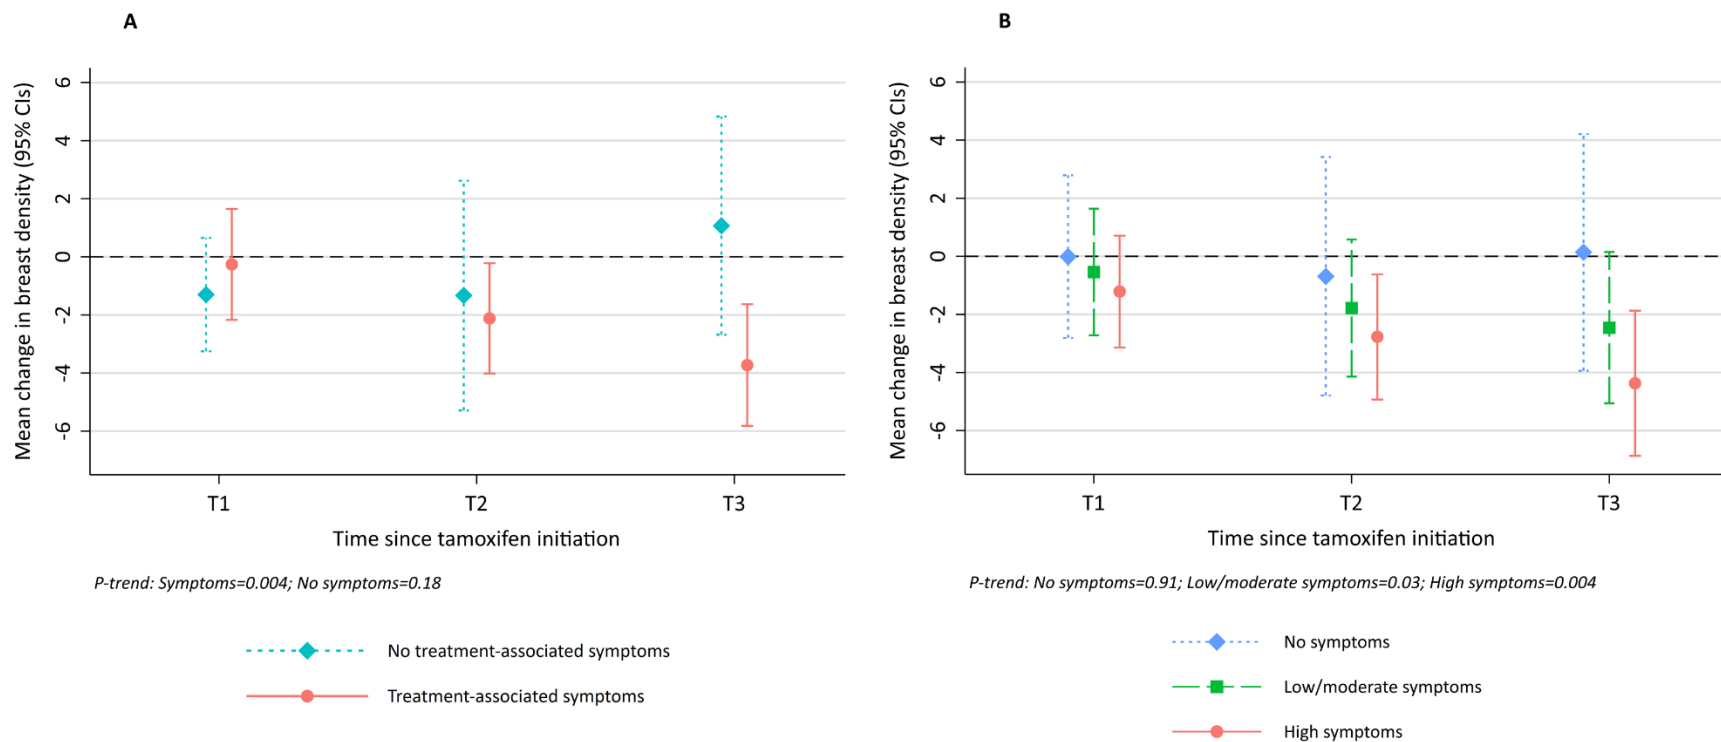 A
Mean change in breast density (95% CIs)
6
4
2
0
-2
-4
-6
T1 T2 T3
Time since tamoxifen initiation
P-trend: Symptoms=0.004; No symptoms=0.18
No treatment-associated symptoms
Treatment-associated symptoms
B
Mean change in breast density (95% CIs)
6
4
2
0
-2
-4
-6
T1 T2 T3
Time since tamoxifen initiation
P-trend: No symptoms=0.91; Low/moderate symptoms=0.03; High symptoms=0.004
No symptoms
Low/moderate symptoms
High symptoms